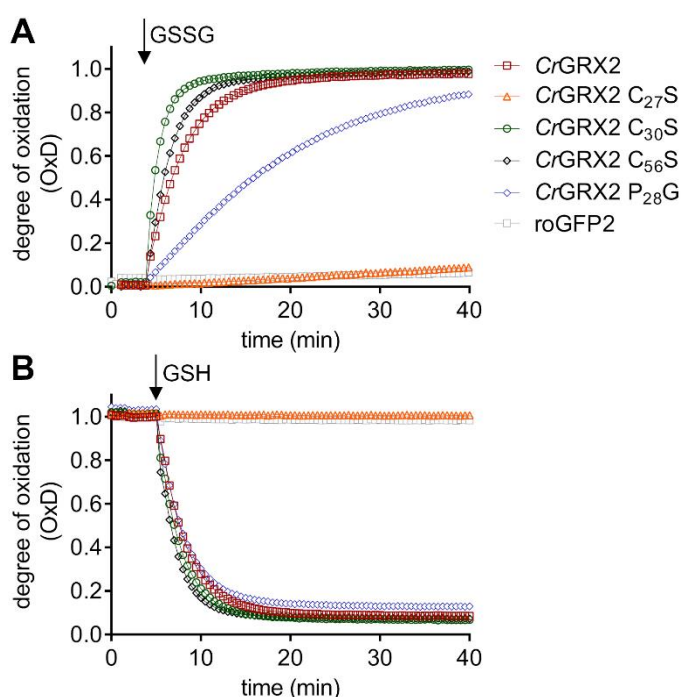 A
GSSG
degree of oxidation
(OxD)
1.0
0.8
0.6
0.4
0.2
0.0
0 10 20 30 40
time (min)
CrGRX2
CrGRX2 C₂₇S
CrGRX2 C₃₀S
CrGRX2 C₅₆S
CrGRX2 P₂₈G
roGFP2
B
GSH
degree of oxidation
(OxD)
1.0
0.8
0.6
0.4
0.2
0.0
0 10 20 30 40
time (min)